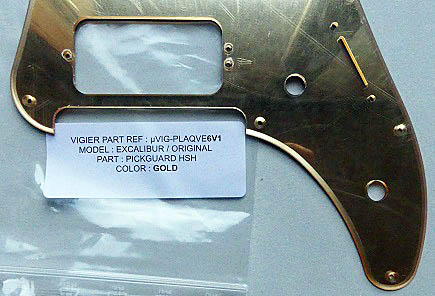 VIGIER PART REF : µVIG-PLAQVE6V1
MODEL : EXCALIBUR / ORIGINAL
PART : PICKGUARD HSH
COLOR : GOLD